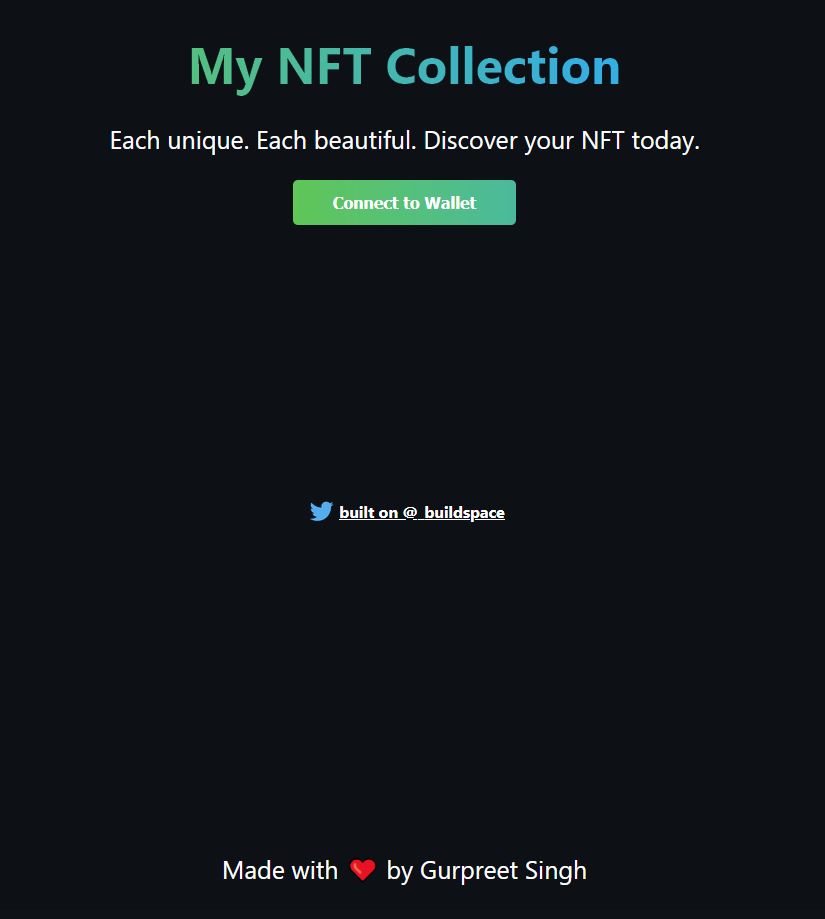 My NFT Collection
Each unique. Each beautiful. Discover your NFT today.
Connect to Wallet
built on @_buildspace
Made with ❤️ by Gurpreet Singh